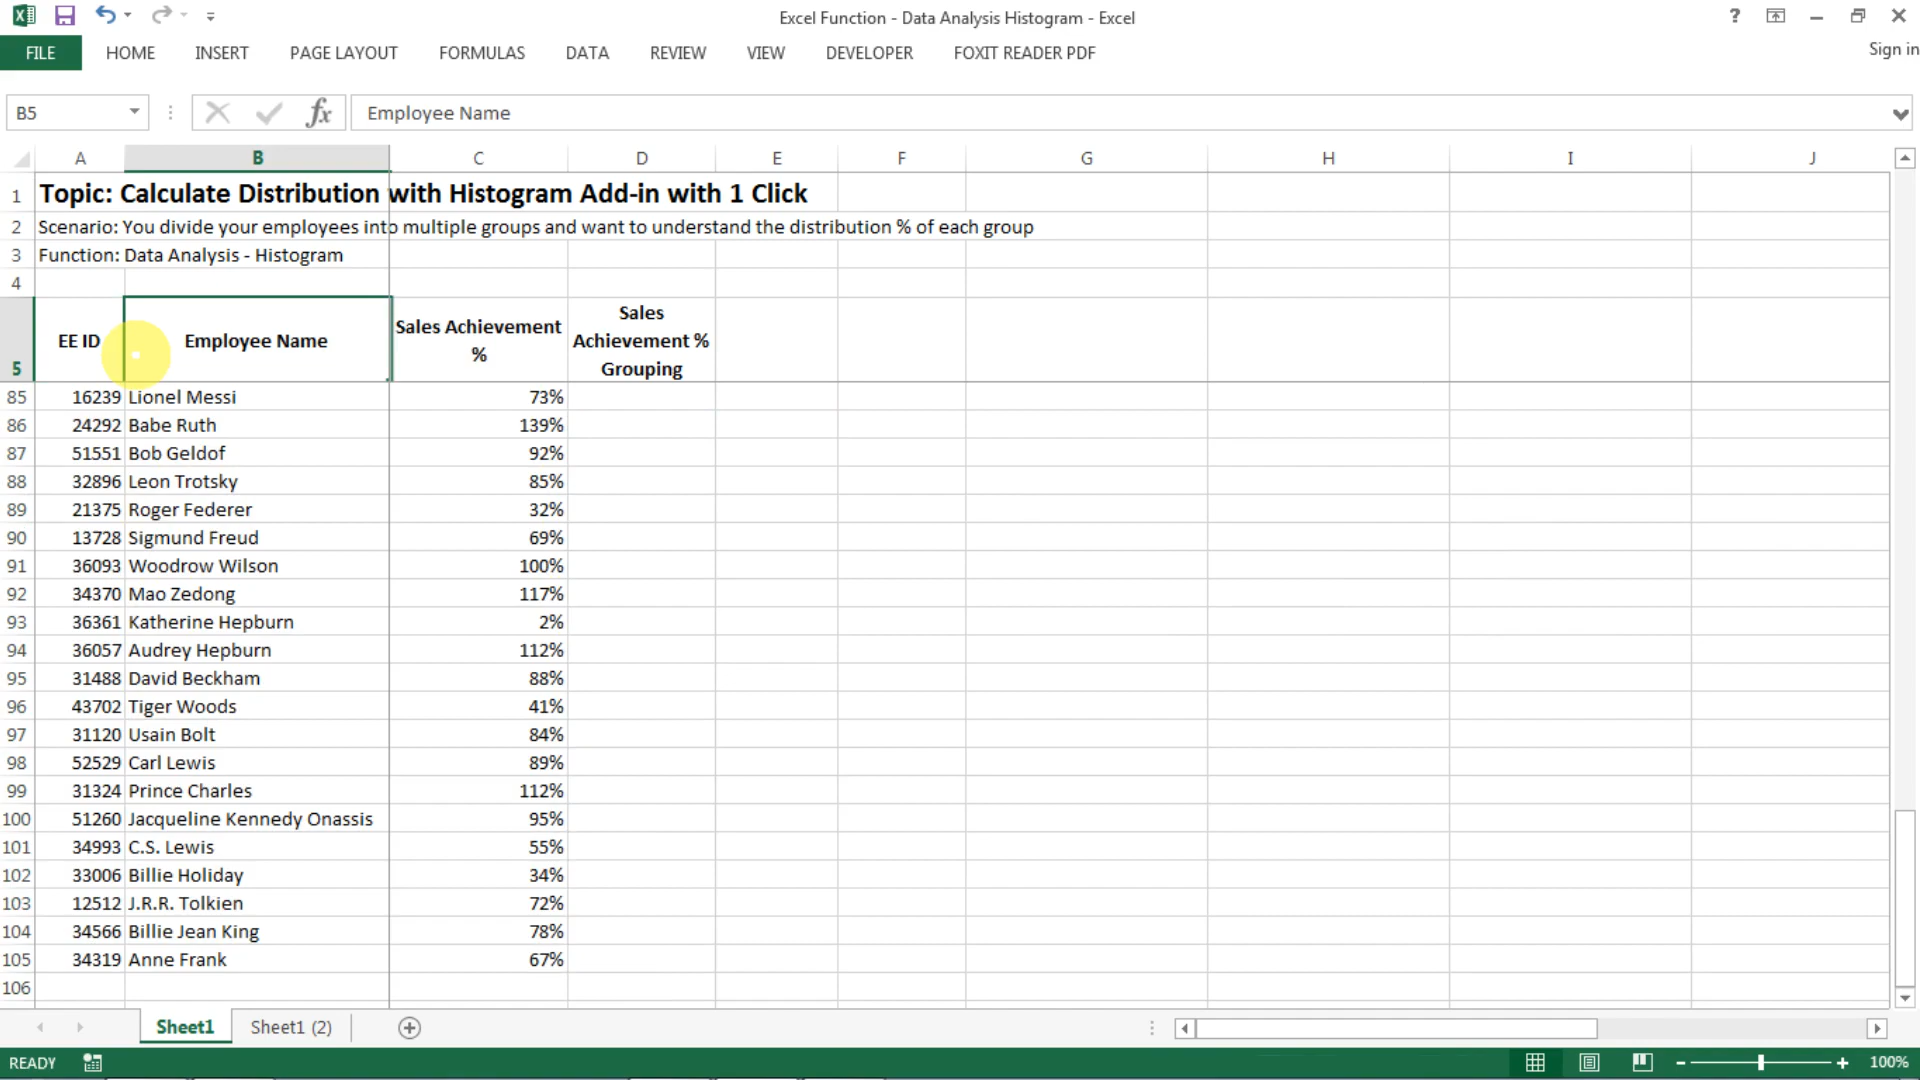 Excel Function - Data Analysis Histogram - Excel
?
FILE HOME INSERT PAGE LAYOUT FORMULAS DATA REVIEW VIEW DEVELOPER FOXIT READER PDF Sign in
B5 fx Employee Name
A B C D E F G H I J
1 Topic: Calculate Distribution with Histogram Add-in with 1 Click
2 Scenario: You divide your employees into multiple groups and want to understand the distribution % of each group
3 Function: Data Analysis - Histogram
4
5 EE ID Employee Name Sales Achievement % Sales Achievement % Grouping
85 16239 Lionel Messi 73%
86 24292 Babe Ruth 139%
87 51551 Bob Geldof 92%
88 32896 Leon Trotsky 85%
89 21375 Roger Federer 32%
90 13728 Sigmund Freud 69%
91 36093 Woodrow Wilson 100%
92 34370 Mao Zedong 117%
93 36361 Katherine Hepburn 2%
94 36057 Audrey Hepburn 112%
95 31488 David Beckham 88%
96 43702 Tiger Woods 41%
97 31120 Usain Bolt 84%
98 52529 Carl Lewis 89%
99 31324 Prince Charles 112%
100 51260 Jacqueline Kennedy Onassis 95%
101 34993 C.S. Lewis 55%
102 33006 Billie Holiday 34%
103 12512 J.R.R. Tolkien 72%
104 34566 Billie Jean King 78%
105 34319 Anne Frank 67%
106
Sheet1 Sheet1 (2)
READY 100%